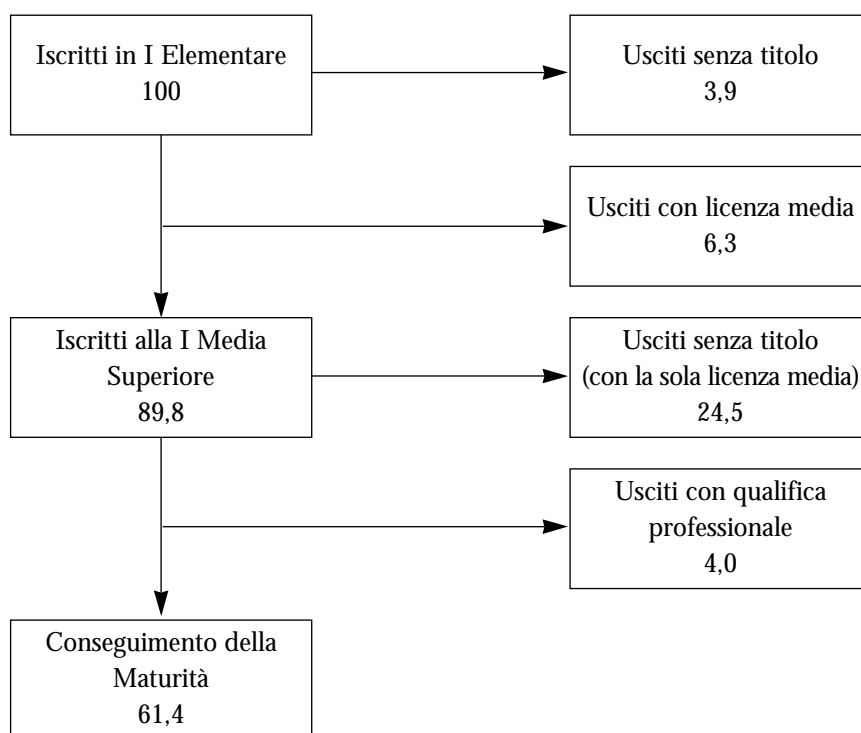 Iscritti in I Elementare
100
Usciti senza titolo
3,9
Usciti con licenza media
6,3
Iscritti alla I Media
Superiore
89,8
Usciti senza titolo
(con la sola licenza media)
24,5
Usciti con qualifica
professionale
4,0
Conseguimento della
Maturità
61,4